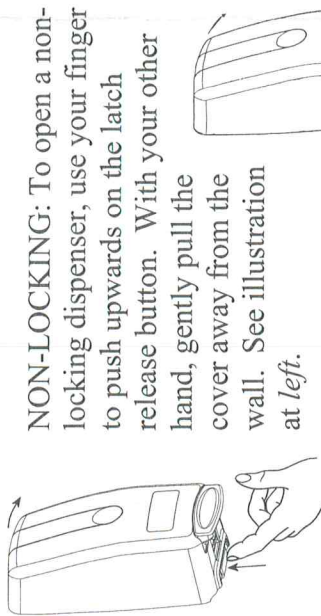 NON-LOCKING: To open a non-
locking dispenser, use your finger
to push upwards on the latch
release button. With your other
hand, gently pull the
cover away from the
wall. See illustration
at left.